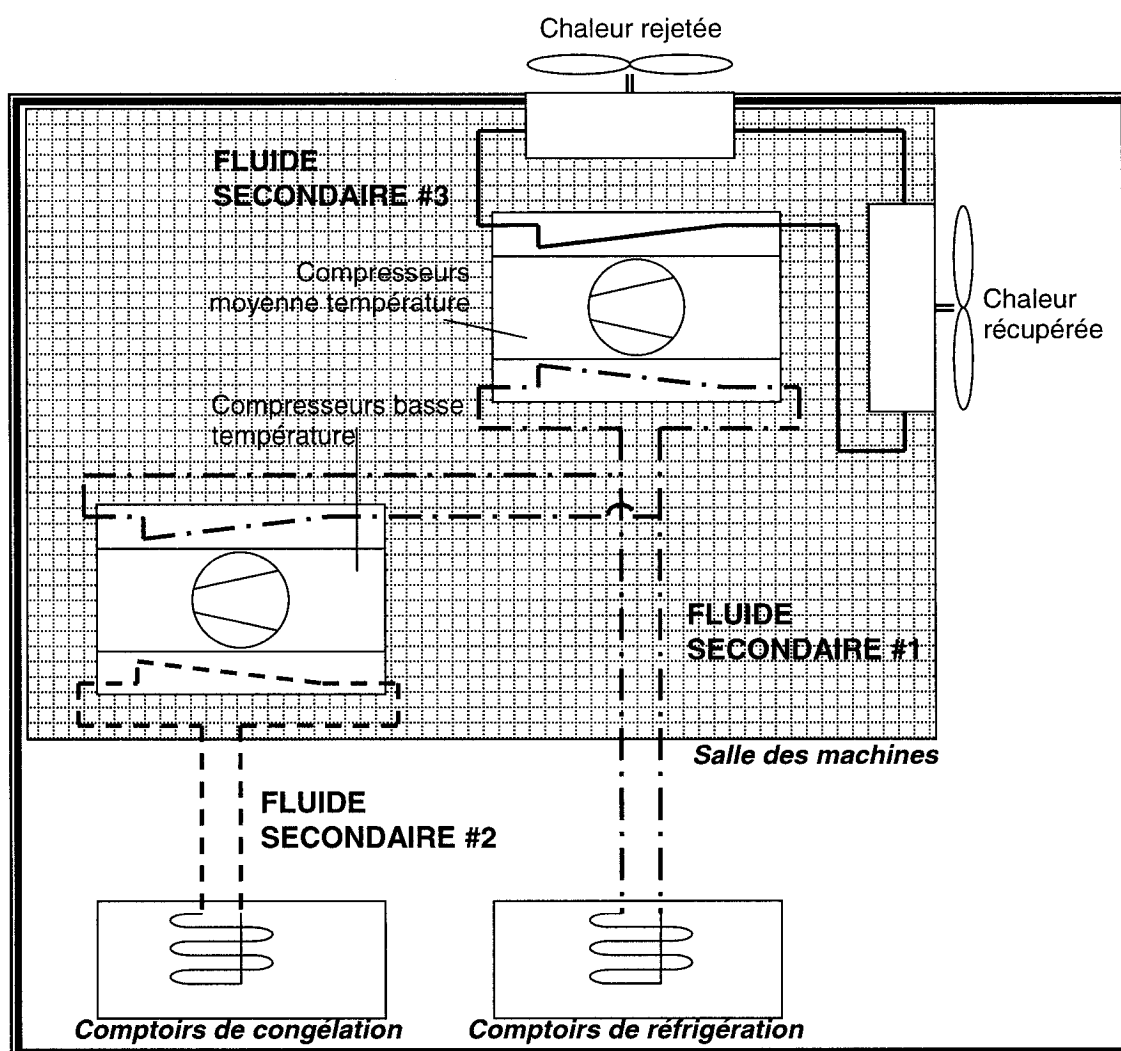 Chaleur rejetée
FLUIDE
SECONDAIRE #3
Compresseurs
moyenne température
Chaleur
récupérée
Compresseurs basse
température
FLUIDE
SECONDAIRE #1
Salle des machines
FLUIDE
SECONDAIRE #2
Comptoirs de congélation
Comptoirs de réfrigération